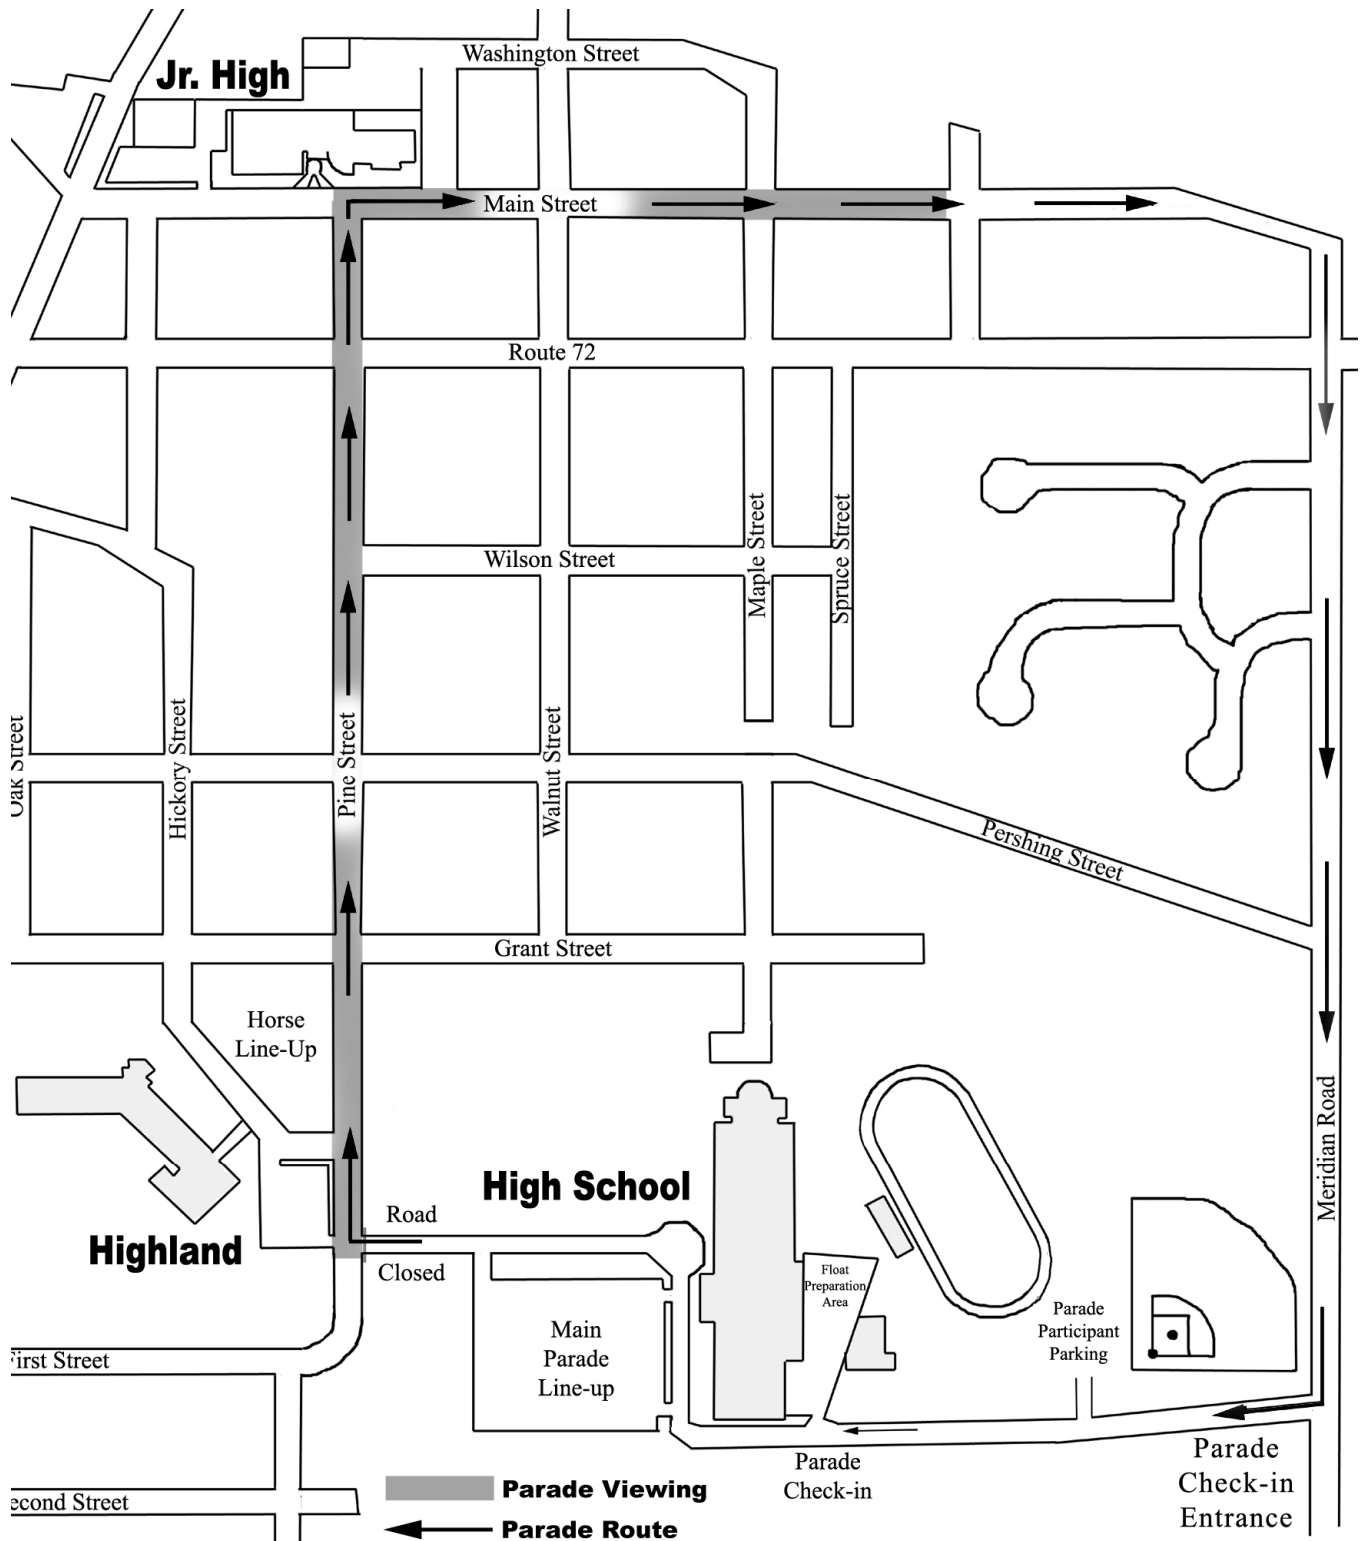 Washington Street
Jr. High
Main Street
Route 72
Wilson Street
Maple Street
Spruce Street
Oak Street
Hickory Street
Pine Street
Walnut Street
Pershing Street
Grant Street
Horse
Line-Up
Meridian Road
High School
Road
Closed
Highland
Float
Preparation
Area
Parade
Participant
Parking
Main
Parade
Line-up
First Street
Parade
Check-in
Parade
Check-in
Entrance
Parade Viewing
econd Street
Parade Route